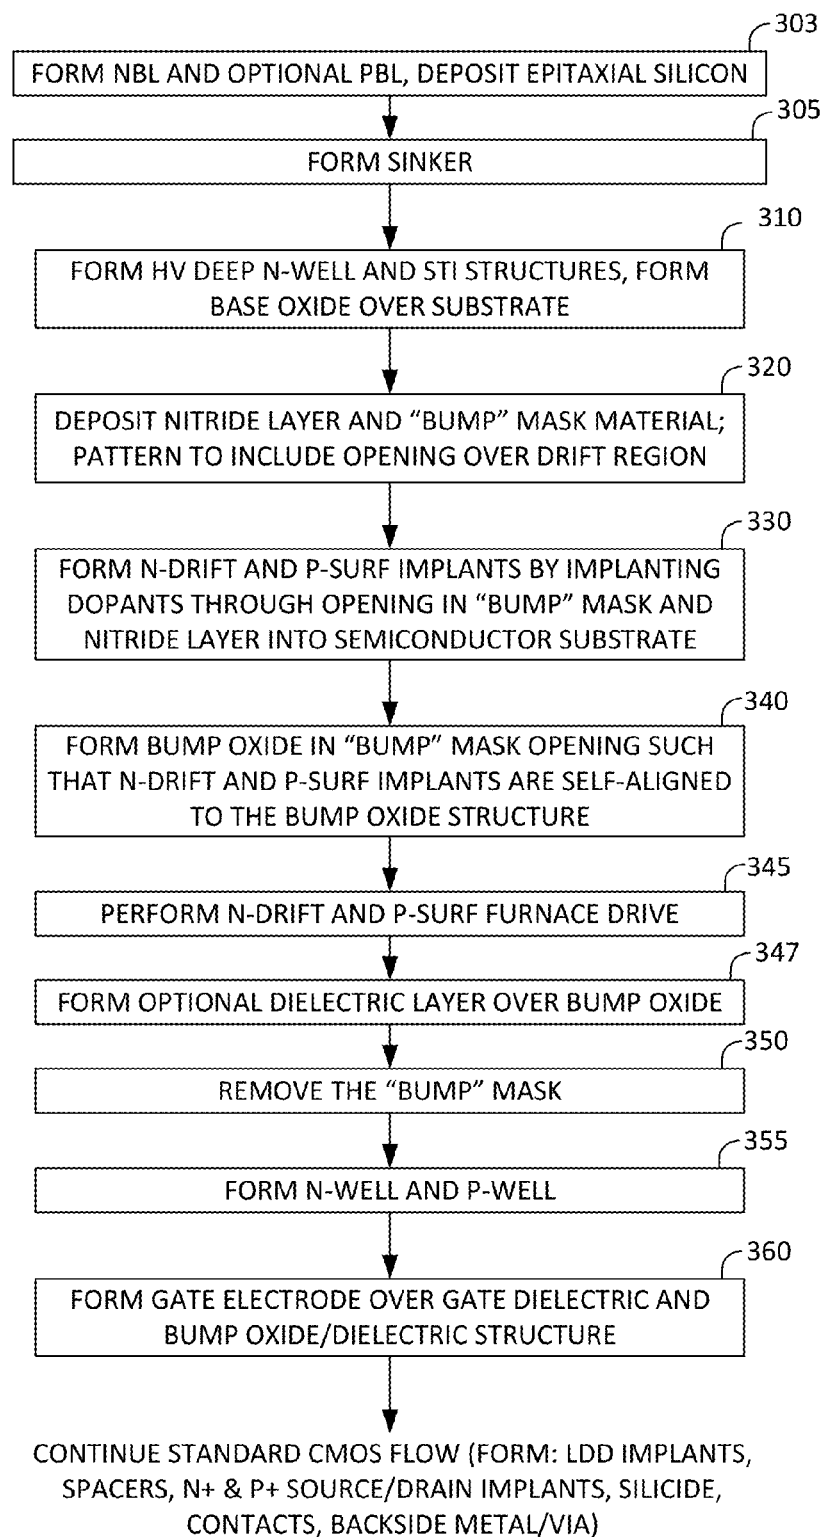 303
FORM NBL AND OPTIONAL PBL, DEPOSIT EPITAXIAL SILICON
305
FORM SINKER
310
FORM HV DEEP N-WELL AND STI STRUCTURES, FORM
BASE OXIDE OVER SUBSTRATE
320
DEPOSIT NITRIDE LAYER AND “BUMP” MASK MATERIAL;
PATTERN TO INCLUDE OPENING OVER DRIFT REGION
330
FORM N-DRIFT AND P-SURF IMPLANTS BY IMPLANTING
DOPANTS THROUGH OPENING IN “BUMP” MASK AND
NITRIDE LAYER INTO SEMICONDUCTOR SUBSTRATE
340
FORM BUMP OXIDE IN “BUMP” MASK OPENING SUCH
THAT N-DRIFT AND P-SURF IMPLANTS ARE SELF-ALIGNED
TO THE BUMP OXIDE STRUCTURE
345
PERFORM N-DRIFT AND P-SURF FURNACE DRIVE
347
FORM OPTIONAL DIELECTRIC LAYER OVER BUMP OXIDE
350
REMOVE THE “BUMP” MASK
355
FORM N-WELL AND P-WELL
360
FORM GATE ELECTRODE OVER GATE DIELECTRIC AND
BUMP OXIDE/DIELECTRIC STRUCTURE
CONTINUE STANDARD CMOS FLOW (FORM: LDD IMPLANTS,
SPACERS, N+ & P+ SOURCE/DRAIN IMPLANTS, SILICIDE,
CONTACTS, BACKSIDE METAL/VIA)